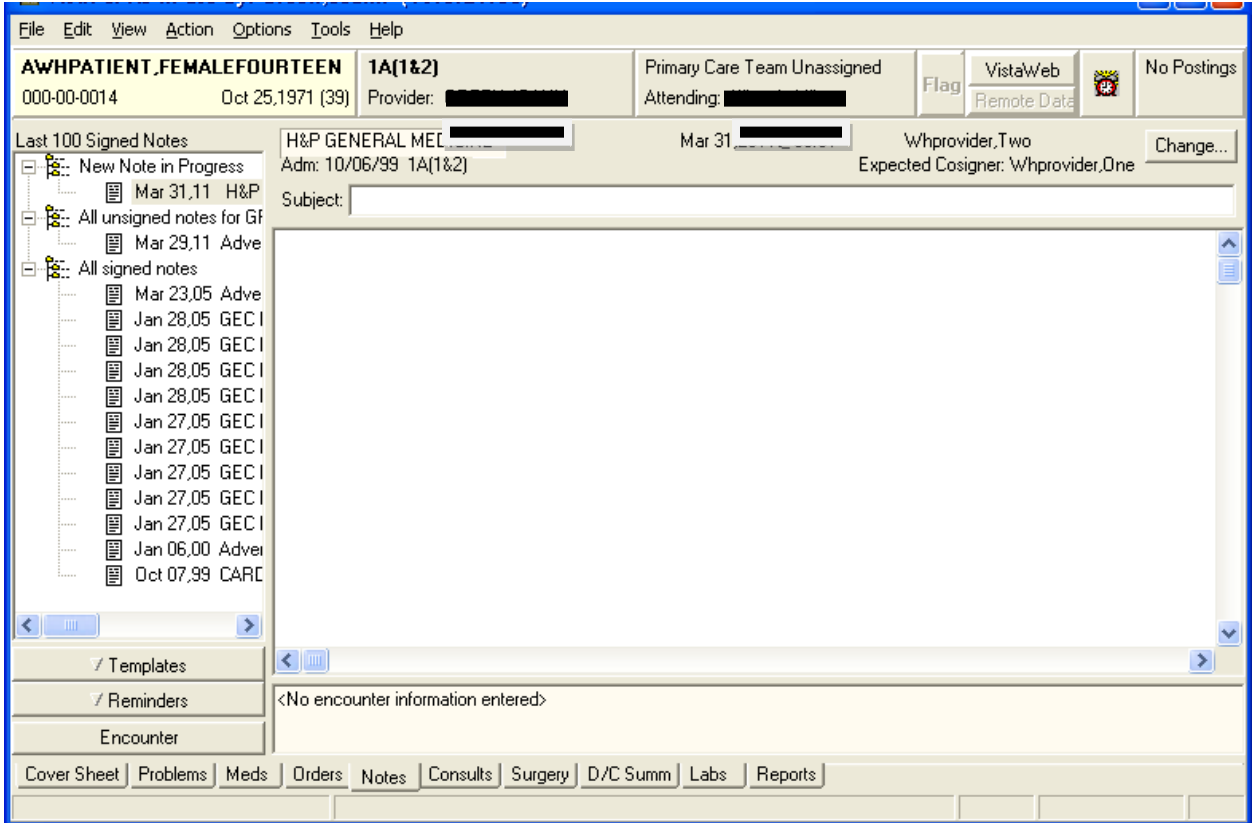 File Edit View Action Options Tools Help
AWHPATIENT,FEMALEFOURTEEN 1A(1&2) Primary Care Team Unassigned Flag VistaWeb No Postings
000-00-0014 Oct 25,1971 (39) Provider: Attending: Remote Data
Last 100 Signed Notes H&P GENERAL MEDICINE Mar 31 Whprovider,Two Change...
New Note in Progress Adm: 10/06/99 1A(1&2) Expected Cosigner: Whprovider,One
Mar 31,11 H&P Subject:
All unsigned notes for
Mar 29,11 Adve
All signed notes
Mar 23,05 Adve
Jan 28,05 GEC
Jan 28,05 GEC
Jan 28,05 GEC
Jan 28,05 GEC
Jan 27,05 GEC
Jan 27,05 GEC
Jan 27,05 GEC
Jan 27,05 GEC
Jan 27,05 GEC
Jan 06,00 Adve
Oct 07,99 CARD
Templates
Reminders <No encounter information entered>
Encounter
Cover Sheet Problems Meds Orders Notes Consults Surgery D/C Summ Labs Reports